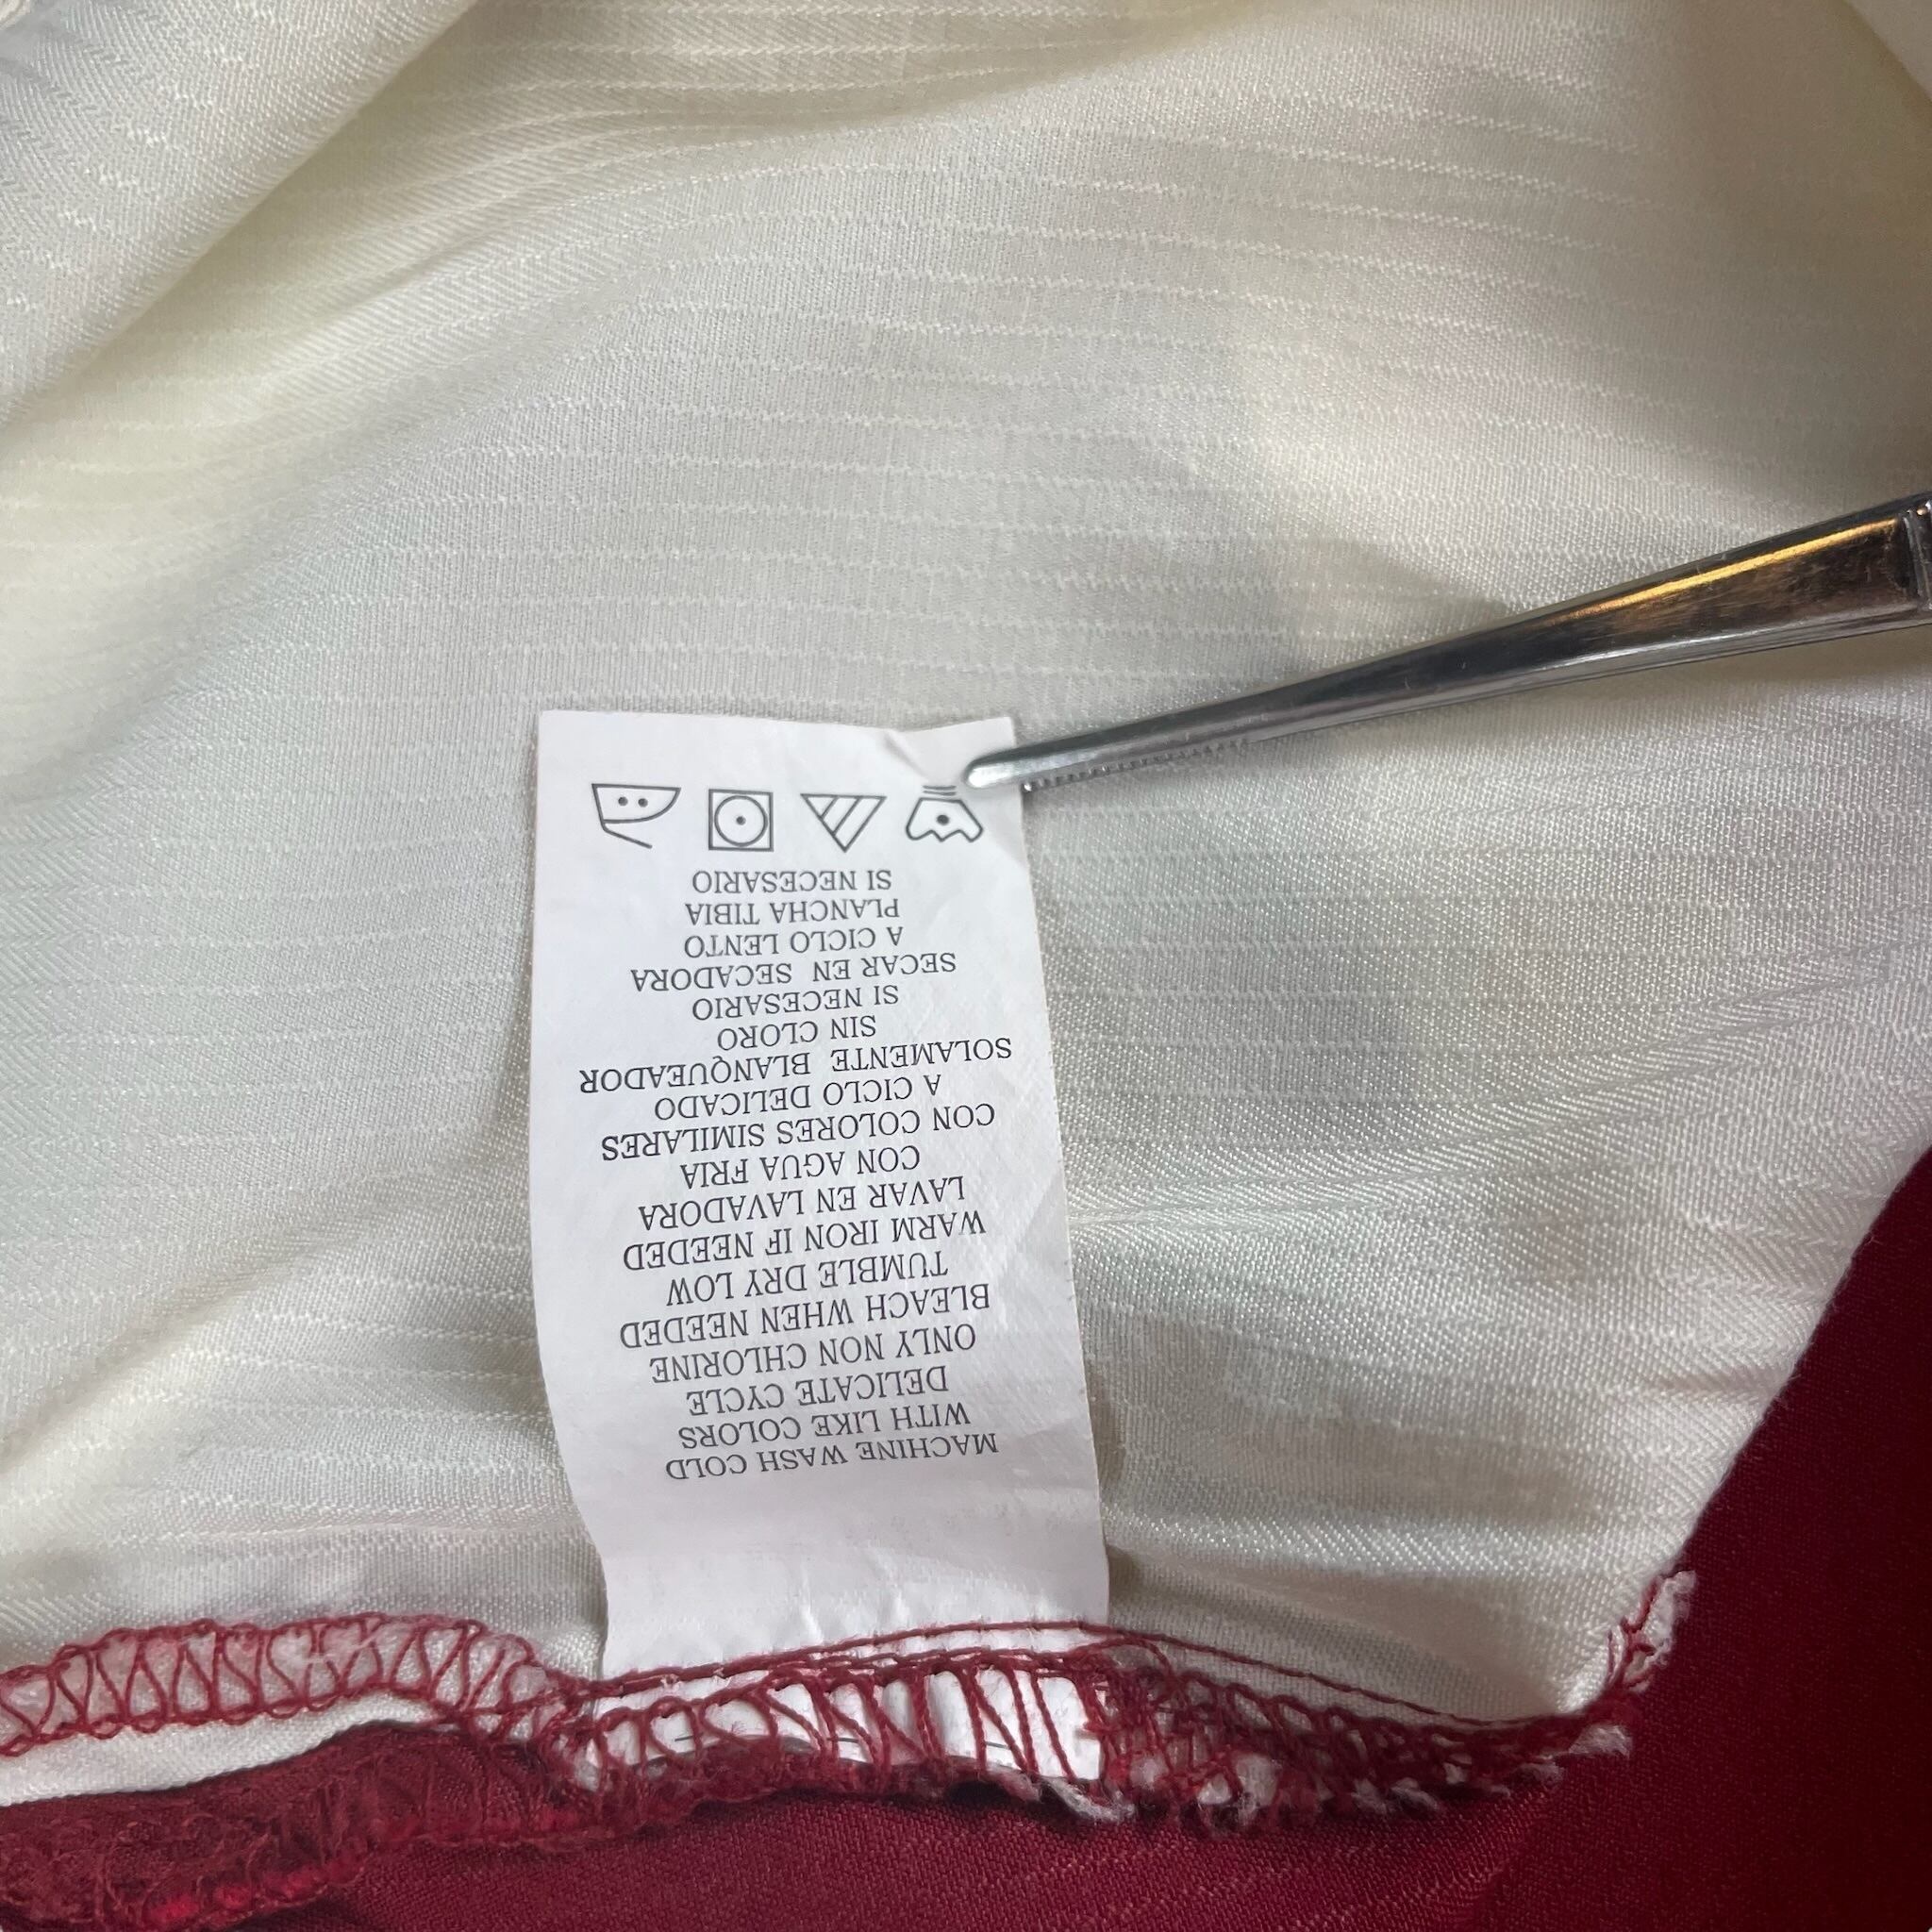 MACHINE WASH COLD
WITH LIKE COLORS
DELICATE CYCLE
ONLY NON CHLORINE
BLEACH WHEN NEEDED
TUMBLE DRY LOW
WARM IRON IF NEEDED
LAVAR EN LAVADORA
CON AGUA FRIA
CON COLORES SIMILARES
A CICLO DELICADO
SOLAMENTE BLANQUEADOR
SIN CLORO
SI NECESARIO
SECAR EN SECADORA
A CICLO LENTO
PLANCHA TIBIA
SI NECESARIO